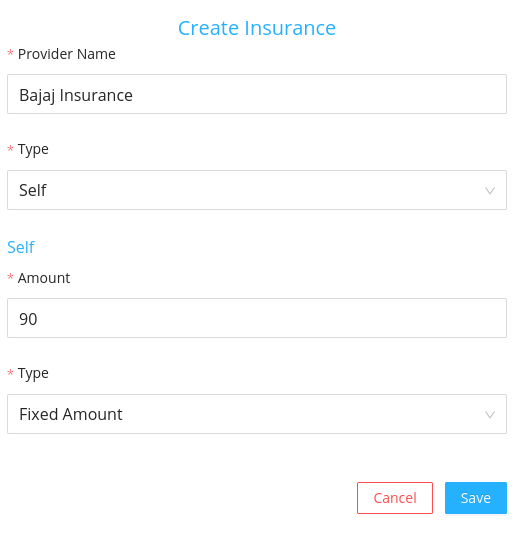 Create Insurance
* Provider Name
Bajaj Insurance
* Type
Self
Self
* Amount
90
* Type
Fixed Amount
Cancel Save